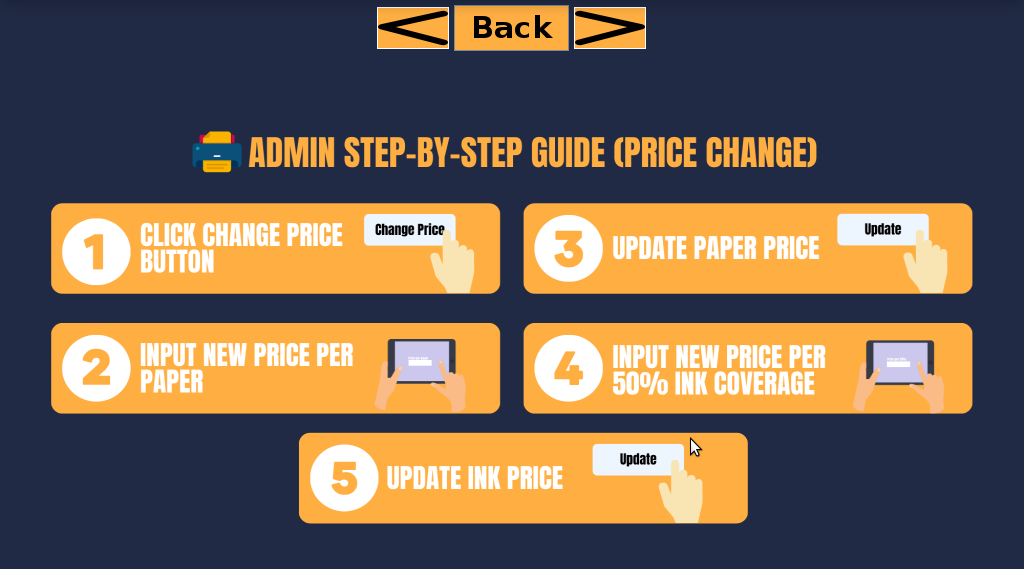 Back
ADMIN STEP-BY-STEP GUIDE (PRICE CHANGE)
1
CLICK CHANGE PRICE
BUTTON
Change Price
2
INPUT NEW PRICE PER
PAPER
3
UPDATE PAPER PRICE
Update
4
INPUT NEW PRICE PER
50% INK COVERAGE
5
UPDATE INK PRICE
Update